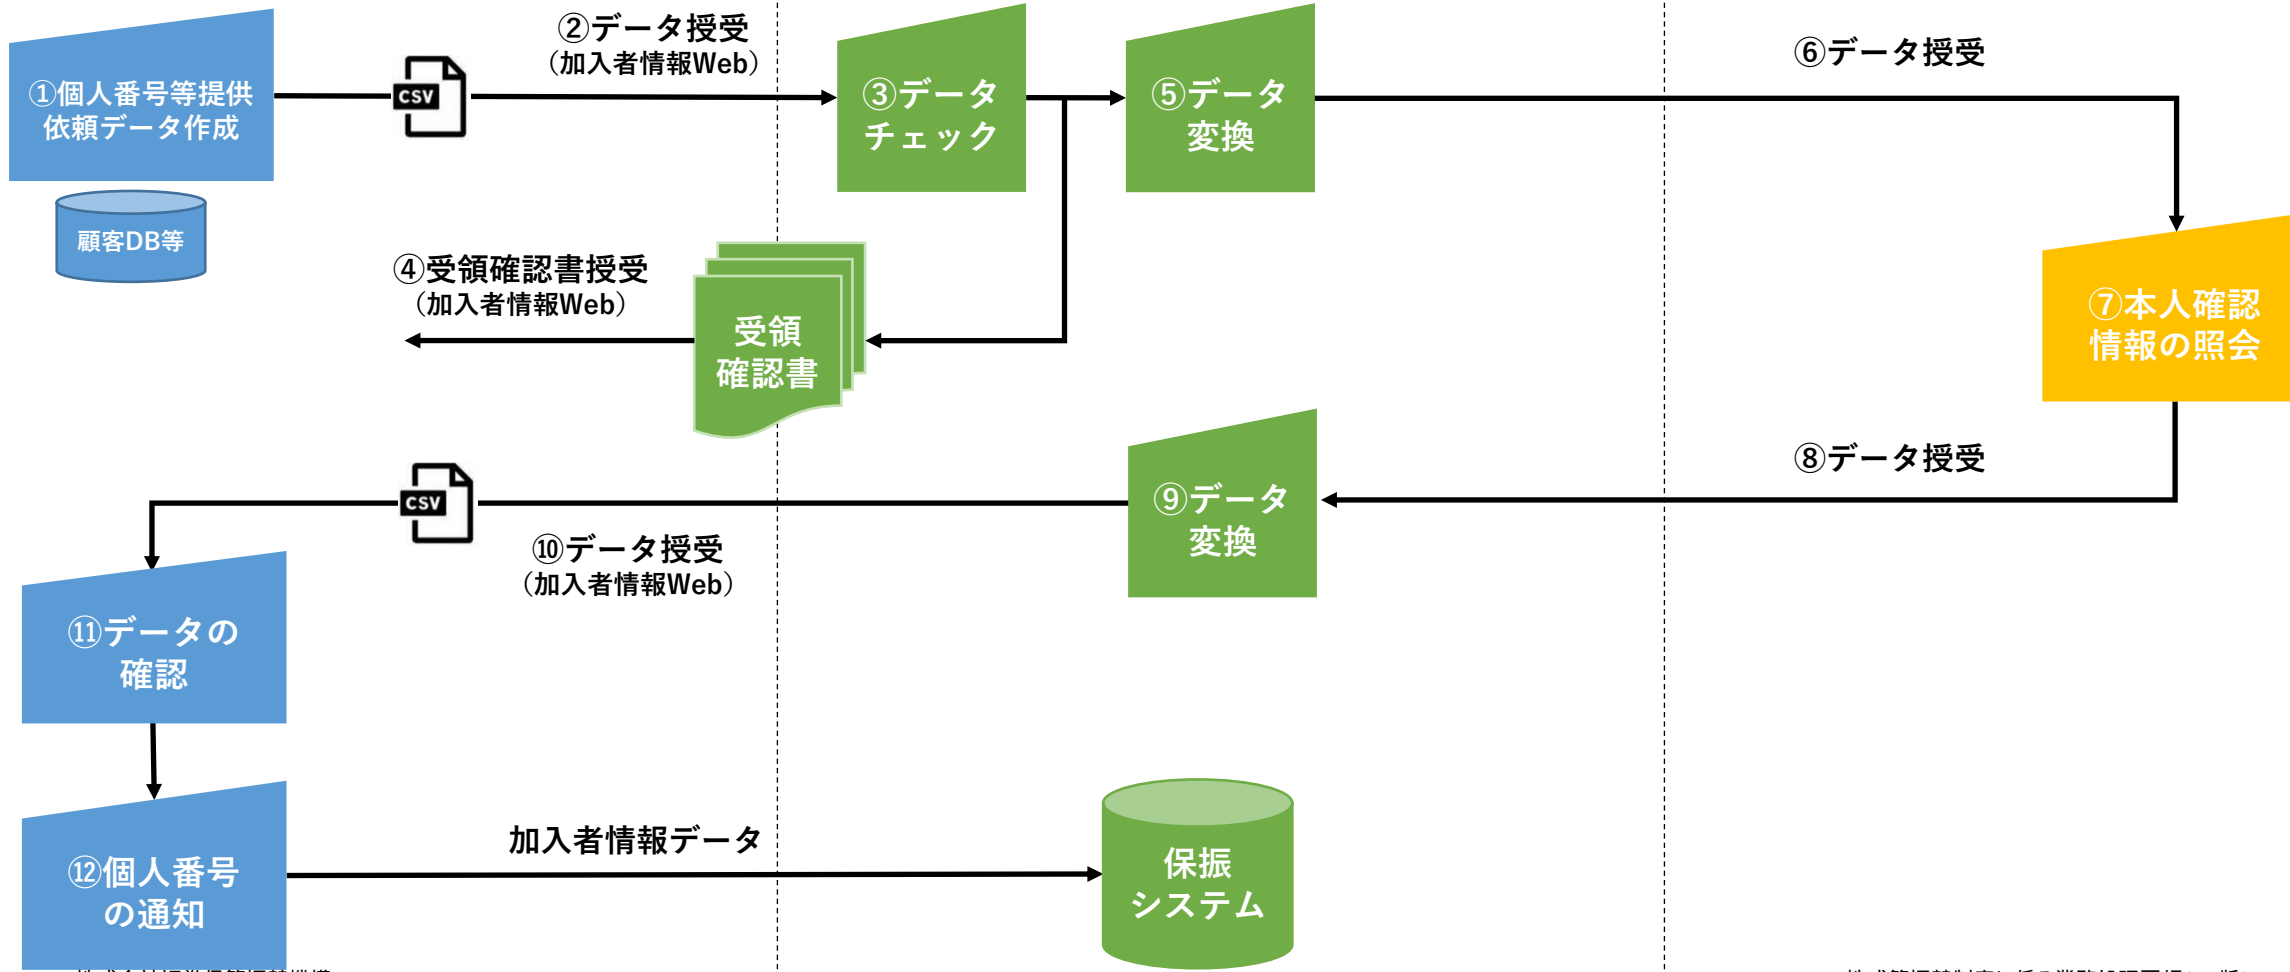 ①個人番号等提供
依頼データ作成
顧客DB等
CSV
②データ授受
（加入者情報Web）
③データ
チェック
⑤データ
変換
⑥データ授受
④受領確認書授受
（加入者情報Web）
受領
確認書
⑦本人確認
情報の照会
⑧データ授受
⑨データ
変換
CSV
⑩データ授受
（加入者情報Web）
⑪データの
確認
⑫個人番号
の通知
加入者情報データ
保振
システム